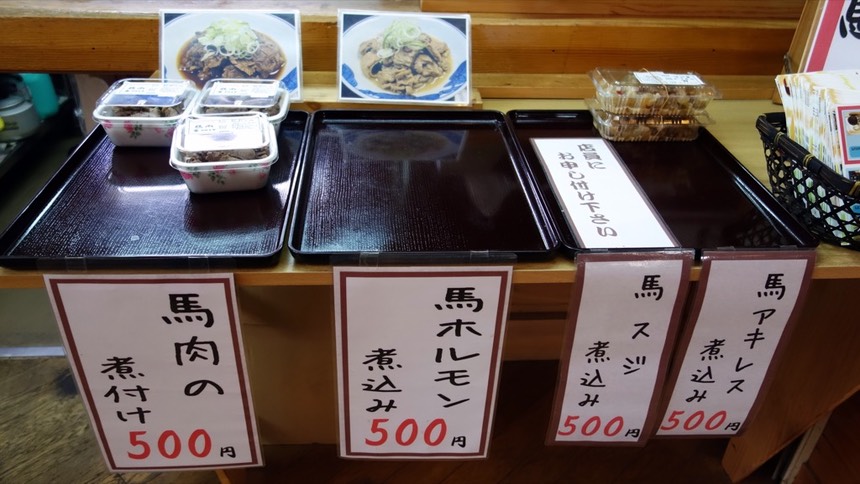 店員に
お申し付け下さい
馬肉の
煮付け
500円
馬ホルモン
煮込み
500円
馬スジ
煮込み
500円
馬アキレス
煮込み
500円